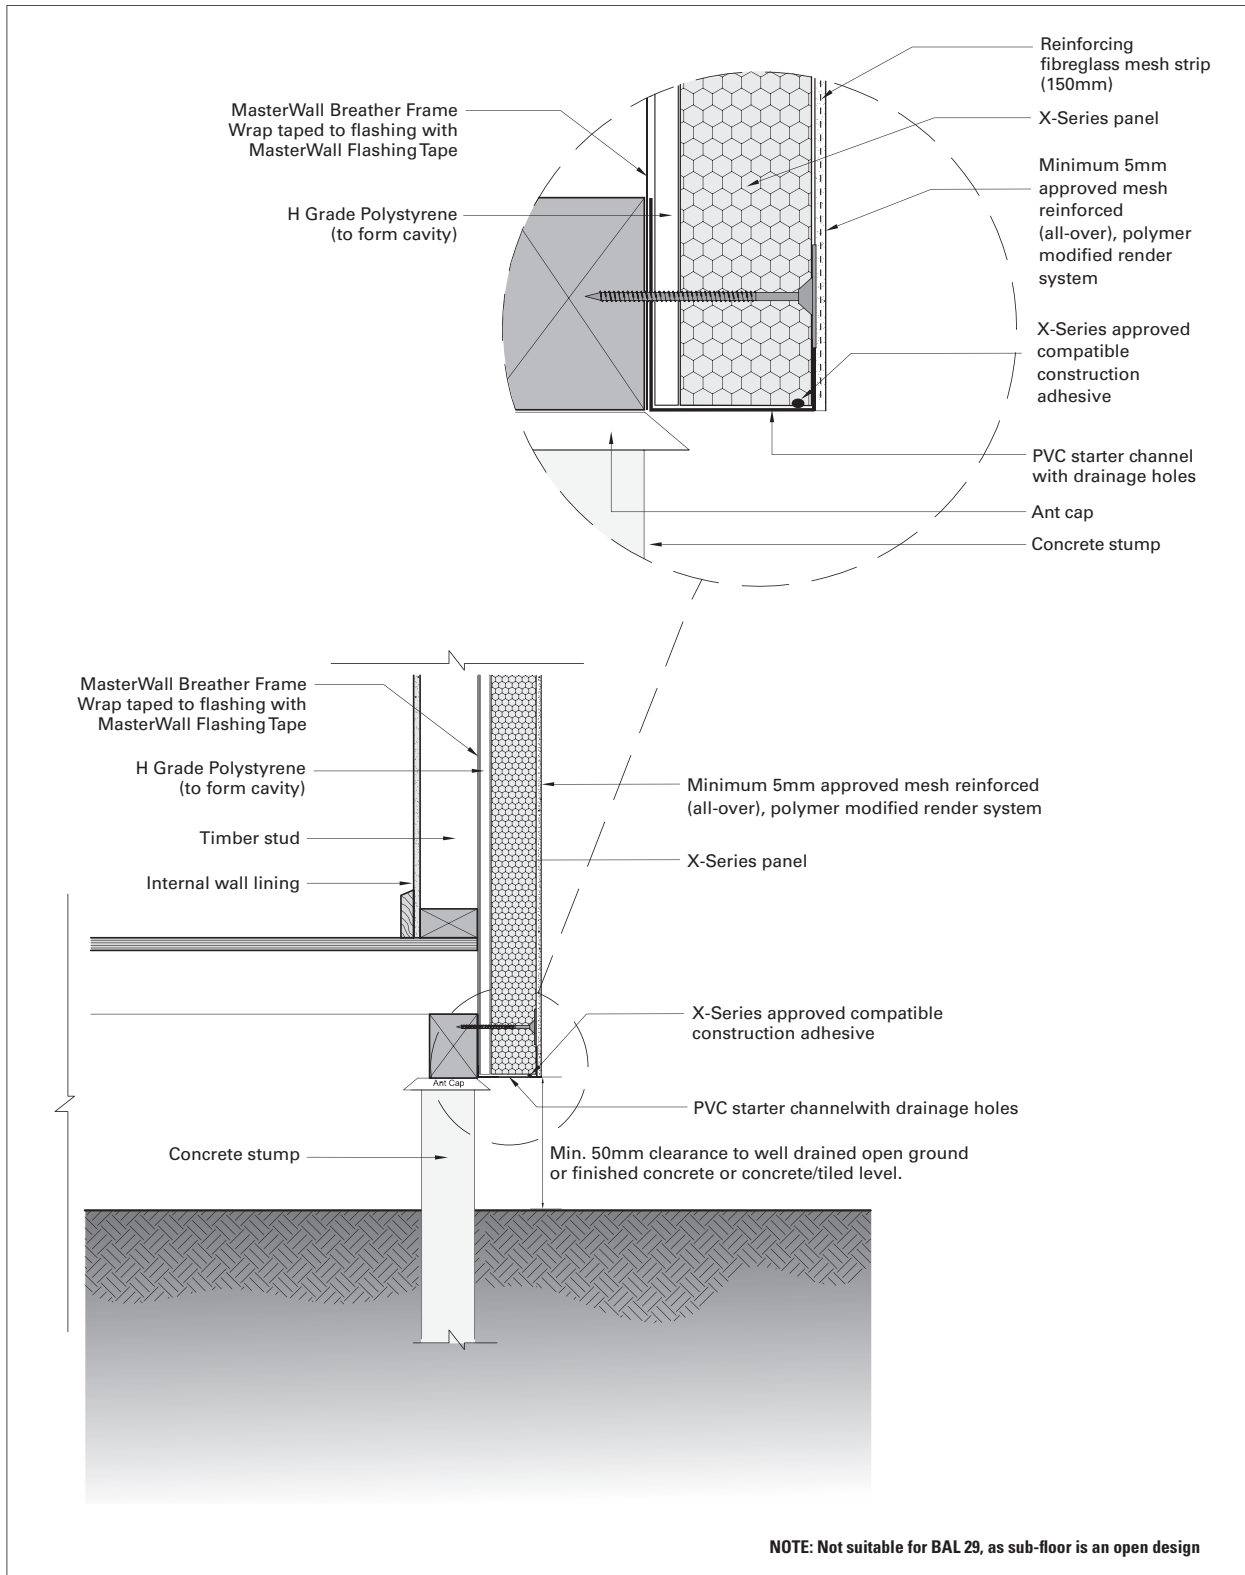 Reinforcing
fibreglass mesh strip
(150mm)
MasterWall Breather Frame
Wrap taped to flashing with
MasterWall Flashing Tape
X-Series panel
Minimum 5mm
approved mesh
reinforced
(all-over), polymer
modified render
system
H Grade Polystyrene
(to form cavity)
X-Series approved
compatible
construction
adhesive
PVC starter channel
with drainage holes
Ant cap
Concrete stump
MasterWall Breather Frame
Wrap taped to flashing with
MasterWall Flashing Tape
H Grade Polystyrene
(to form cavity)
Minimum 5mm approved mesh reinforced
(all-over), polymer modified render system
Timber stud
X-Series panel
Internal wall lining
X-Series approved compatible
construction adhesive
Ant Cap
PVC starter channelwith drainage holes
Concrete stump
Min. 50mm clearance to well drained open ground
or finished concrete or concrete/tiled level.
NOTE: Not suitable for BAL 29, as sub-floor is an open design